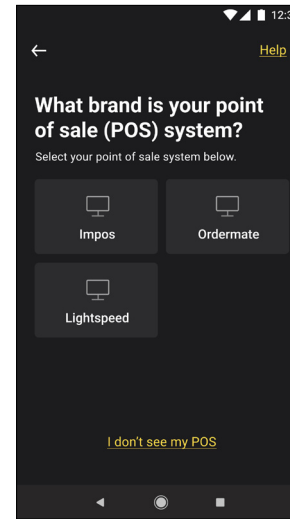 12:3
Help
What brand is your point
of sale (POS) system?
Select your point of sale system below.
Impos
Ordermate
Lightspeed
I don't see my POS